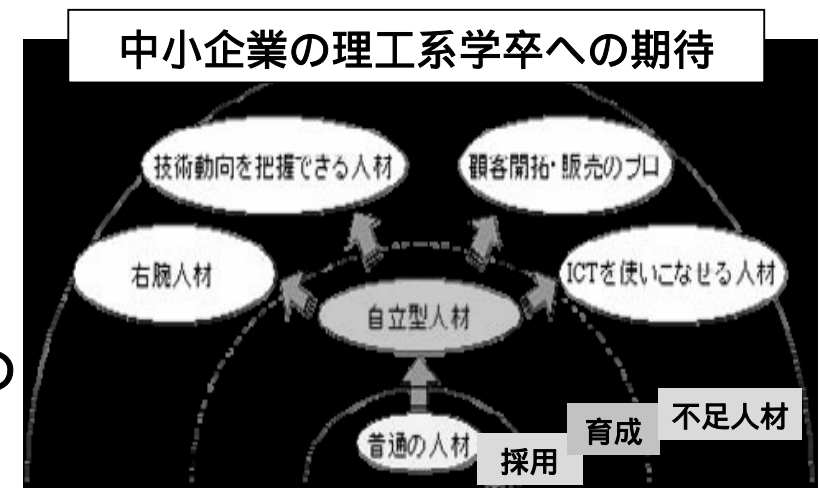 中小企業の理工系学卒への期待
技術動向を把握できる人材
顧客開拓・販売のプロ
右腕人材
ICTを使いこなせる人材
自立型人材
の
普通の人材
採用
育成
不足人材